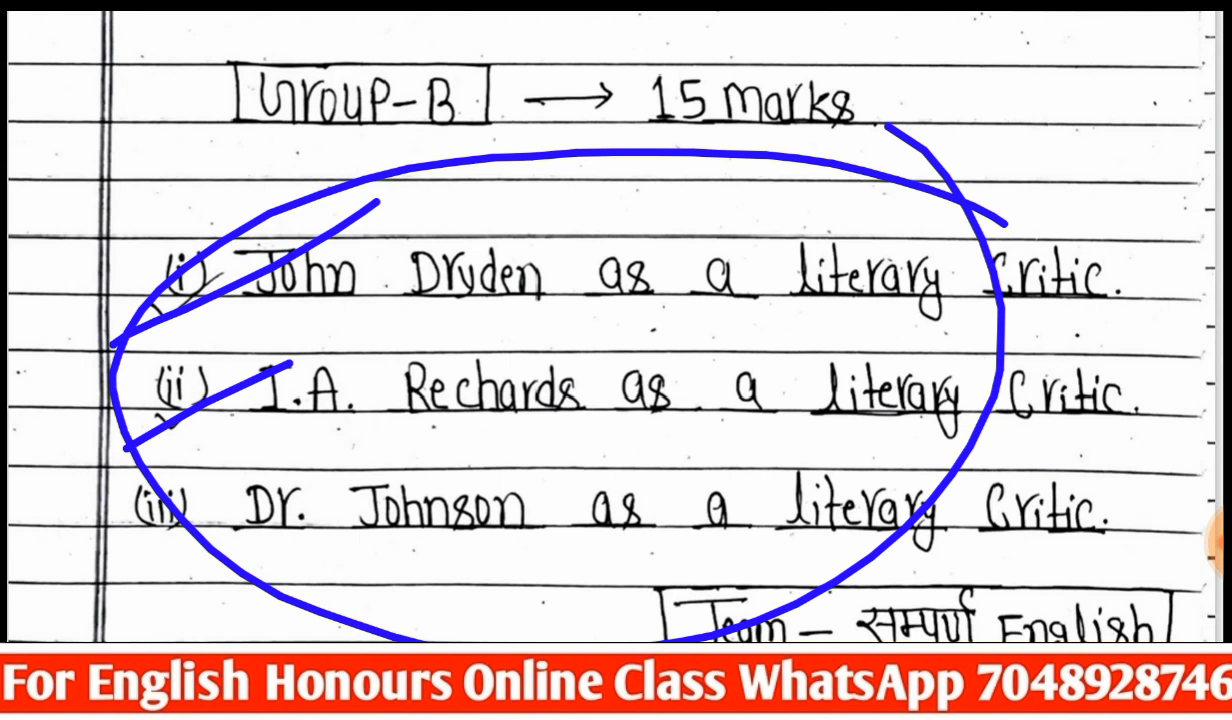 Group-B → 15 marks
(i) John Dryden as a literary Critic.
(ii) I.A. Rechards as a literary Critic.
(iii) Dr. Johnson as a literary Critic.
Team - सम्पूर्ण English
For English Honours Online Class WhatsApp 7048928746